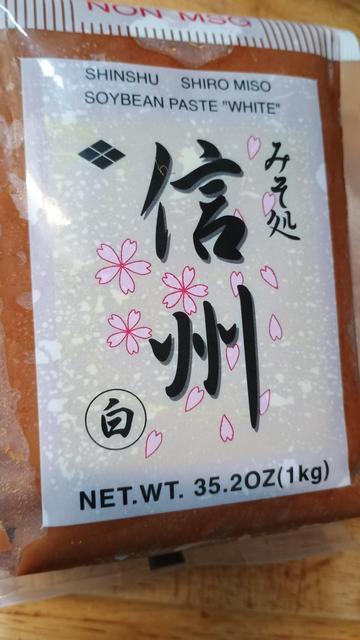 NON MSG
SHINSHU SHIRO MISO
SOYBEAN PASTE "WHITE"
みそ処
信州
白
NET.WT. 35.2OZ(1kg)